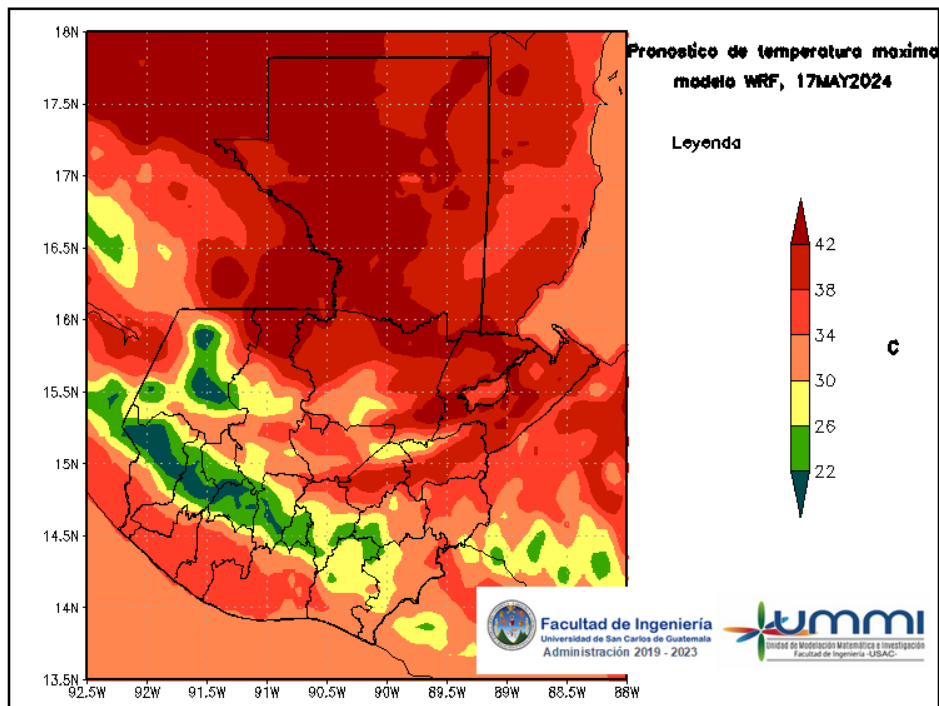 Pronostico de temperatura maxima
modelo WRF, 17MAY2024
Leyenda
42
38
34
30
26
22
C
18N
17.5N
17N
16.5N
16N
15.5N
15N
14.5N
14N
13.5N
92.5W
92W
91.5W
91W
90.5W
90W
89.5W
89W
88.5W
88W
Facultad de Ingeniería
Universidad de San Carlos de Guatemala
Administración 2019 - 2023
ummi
Unidad de Modelación Matemática e Investigación
Facultad de Ingeniería -USAC-